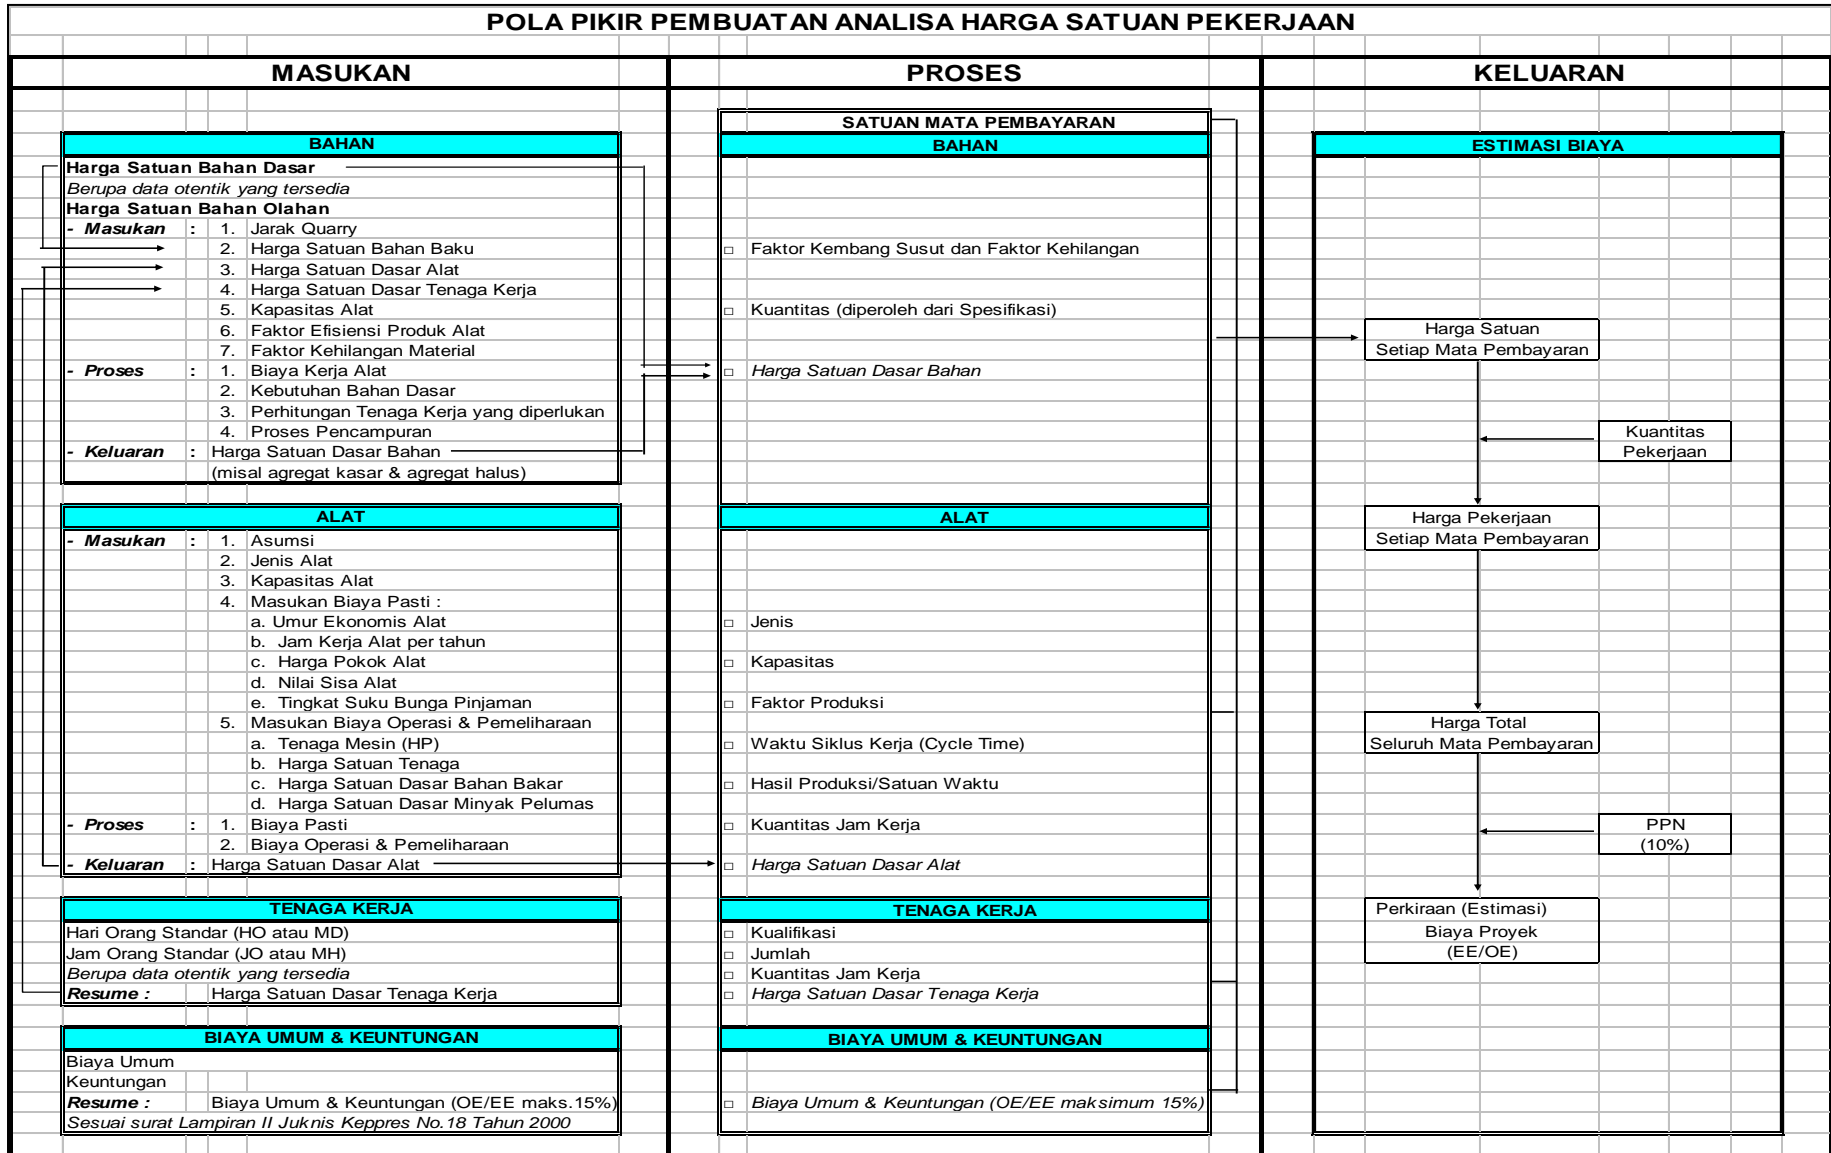 POLA PIKIR PEMBUATAN ANALISA HARGA SATUAN PEKERJAAN
MASUKAN
BAHAN
Harga Satuan Bahan Dasar
Berupa data otentik yang tersedia
Harga Satuan Bahan Olahan
- Masukan : 1. Jarak Quarry
2. Harga Satuan Bahan Baku
3. Harga Satuan Dasar Alat
4. Harga Satuan Dasar Tenaga Kerja
5. Kapasitas Alat
6. Faktor Efisiensi Produk Alat
7. Faktor Kehilangan Material
- Proses : 1. Biaya Kerja Alat
2. Kebutuhan Bahan Dasar
3. Perhitungan Tenaga Kerja yang diperlukan
4. Proses Pencampuran
- Keluaran : Harga Satuan Dasar Bahan
(misal agregat kasar & agregat halus)
ALAT
- Masukan : 1. Asumsi
2. Jenis Alat
3. Kapasitas Alat
4. Masukan Biaya Pasti :
a. Umur Ekonomis Alat
b. Jam Kerja Alat per tahun
c. Harga Pokok Alat
d. Nilai Sisa Alat
e. Tingkat Suku Bunga Pinjaman
5. Masukan Biaya Operasi & Pemeliharaan
a. Tenaga Mesin (HP)
b. Harga Satuan Tenaga
c. Harga Satuan Dasar Bahan Bakar
d. Harga Satuan Dasar Minyak Pelumas
- Proses : 1. Biaya Pasti
2. Biaya Operasi & Pemeliharaan
- Keluaran : Harga Satuan Dasar Alat
TENAGA KERJA
Hari Orang Standar (HO atau MD)
Jam Orang Standar (JO atau MH)
Berupa data otentik yang tersedia
Resume : Harga Satuan Dasar Tenaga Kerja
BIAYA UMUM & KEUNTUNGAN
Biaya Umum
Keuntungan
Resume : Biaya Umum & Keuntungan (OE/EE maks.15%)
Sesuai surat Lampiran II Juknis Keppres No.18 Tahun 2000
PROSES
SATUAN MATA PEMBAYARAN
BAHAN
□ Faktor Kembang Susut dan Faktor Kehilangan
□ Kuantitas (diperoleh dari Spesifikasi)
□ Harga Satuan Dasar Bahan
ALAT
□ Jenis
□ Kapasitas
□ Faktor Produksi
□ Waktu Siklus Kerja (Cycle Time)
□ Hasil Produksi/Satuan Waktu
□ Kuantitas Jam Kerja
□ Harga Satuan Dasar Alat
TENAGA KERJA
□ Kualifikasi
□ Jumlah
□ Kuantitas Jam Kerja
□ Harga Satuan Dasar Tenaga Kerja
BIAYA UMUM & KEUNTUNGAN
□ Biaya Umum & Keuntungan (OE/EE maksimum 15%)
KELUARAN
ESTIMASI BIAYA
Harga Satuan
Setiap Mata Pembayaran
Kuantitas
Pekerjaan
Harga Pekerjaan
Setiap Mata Pembayaran
Harga Total
Seluruh Mata Pembayaran
PPN
(10%)
Perkiraan (Estimasi)
Biaya Proyek
(EE/OE)